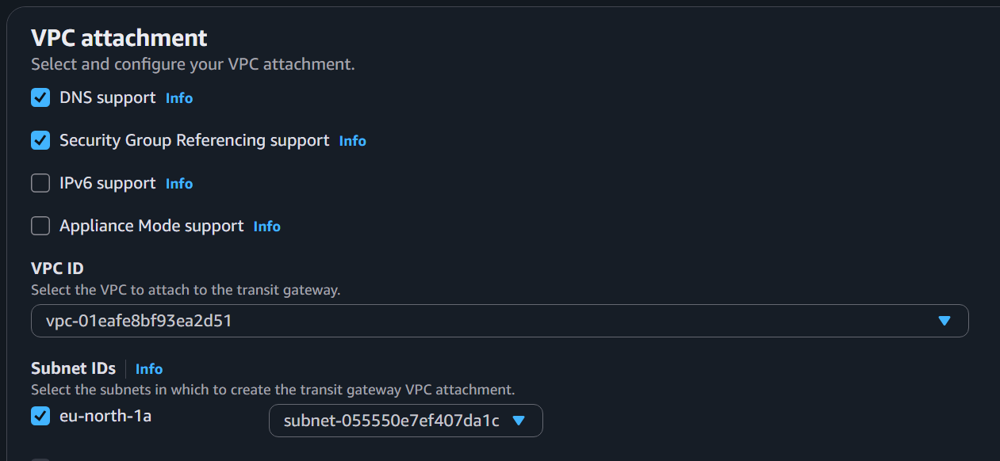 VPC attachment
Select and configure your VPC attachment.
DNS support Info
Security Group Referencing support Info
IPv6 support Info
Appliance Mode support Info
VPC ID
Select the VPC to attach to the transit gateway.
vpc-01eafe8bf93ea2d51
Subnet IDs Info
Select the subnets in which to create the transit gateway VPC attachment.
eu-north-1a subnet-055550e7ef407da1c